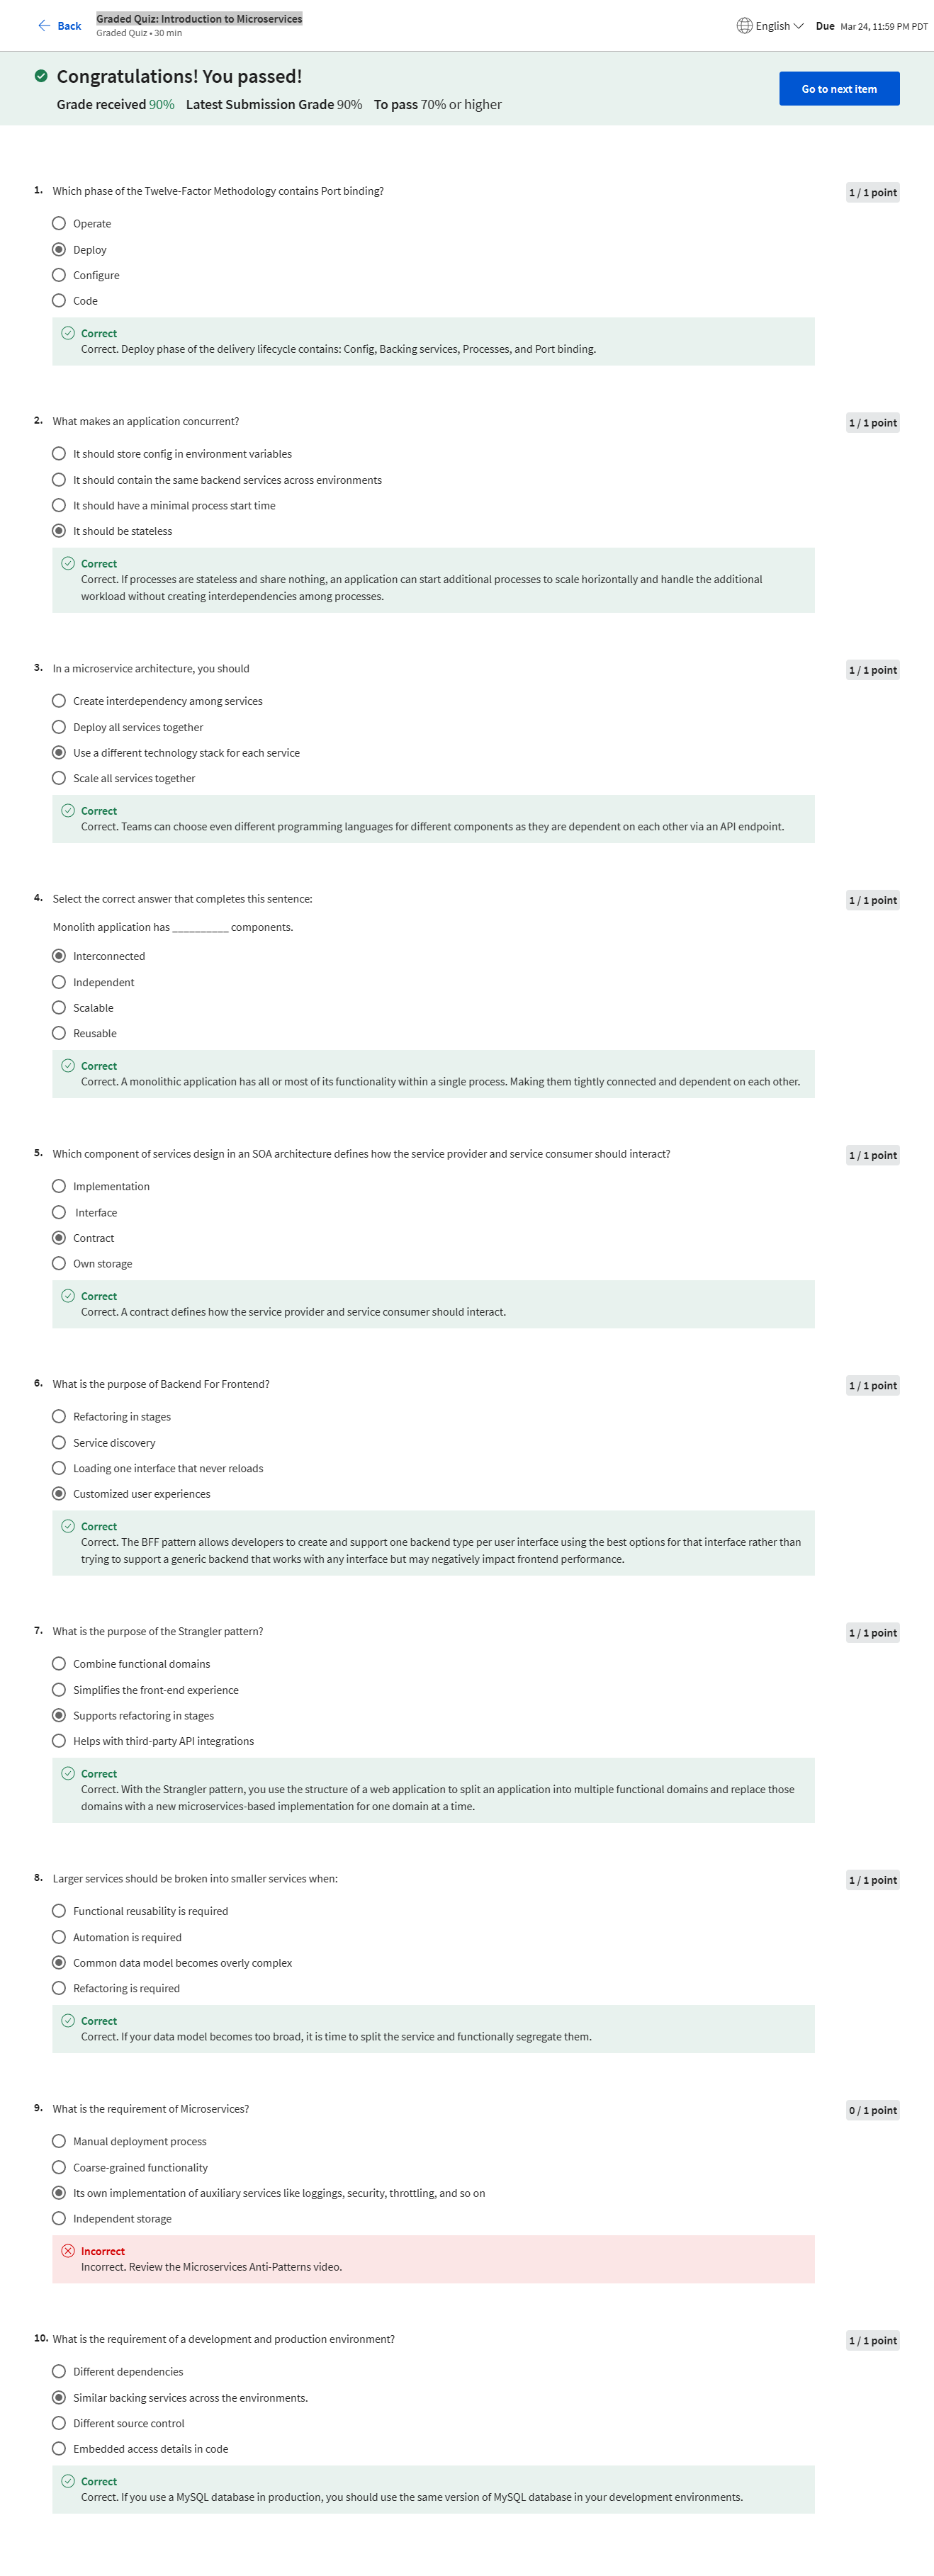 Back
Graded Quiz: Introduction to Microservices
Graded Quiz • 30 min
English
Due Mar 24, 11:59 PM PDT
Congratulations! You passed!
Grade received 90% Latest Submission Grade 90% To pass 70% or higher
Go to next item
1. Which phase of the Twelve-Factor Methodology contains Port binding?
1 / 1 point
Operate
Deploy
Configure
Code
Correct
Correct. Deploy phase of the delivery lifecycle contains: Config, Backing services, Processes, and Port binding.
2. What makes an application concurrent?
1 / 1 point
It should store config in environment variables
It should contain the same backend services across environments
It should have a minimal process start time
It should be stateless
Correct
Correct. If processes are stateless and share nothing, an application can start additional processes to scale horizontally and handle the additional
workload without creating interdependencies among processes.
3. In a microservice architecture, you should
1 / 1 point
Create interdependency among services
Deploy all services together
Use a different technology stack for each service
Scale all services together
Correct
Correct. Teams can choose even different programming languages for different components as they are dependent on each other via an API endpoint.
4. Select the correct answer that completes this sentence:
1 / 1 point
Monolith application has __________ components.
Interconnected
Independent
Scalable
Reusable
Correct
Correct. A monolithic application has all or most of its functionality within a single process. Making them tightly connected and dependent on each other.
5. Which component of services design in an SOA architecture defines how the service provider and service consumer should interact?
1 / 1 point
Implementation
Interface
Contract
Own storage
Correct
Correct. A contract defines how the service provider and service consumer should interact.
6. What is the purpose of Backend For Frontend?
1 / 1 point
Refactoring in stages
Service discovery
Loading one interface that never reloads
Customized user experiences
Correct
Correct. The BFF pattern allows developers to create and support one backend type per user interface using the best options for that interface rather than
trying to support a generic backend that works with any interface but may negatively impact frontend performance.
7. What is the purpose of the Strangler pattern?
1 / 1 point
Combine functional domains
Simplifies the front-end experience
Supports refactoring in stages
Helps with third-party API integrations
Correct
Correct. With the Strangler pattern, you use the structure of a web application to split an application into multiple functional domains and replace those
domains with a new microservices-based implementation for one domain at a time.
8. Larger services should be broken into smaller services when:
1 / 1 point
Functional reusability is required
Automation is required
Common data model becomes overly complex
Refactoring is required
Correct
Correct. If your data model becomes too broad, it is time to split the service and functionally segregate them.
9. What is the requirement of Microservices?
0 / 1 point
Manual deployment process
Coarse-grained functionality
Its own implementation of auxiliary services like loggings, security, throttling, and so on
Independent storage
Incorrect
Incorrect. Review the Microservices Anti-Patterns video.
10. What is the requirement of a development and production environment?
1 / 1 point
Different dependencies
Similar backing services across the environments.
Different source control
Embedded access details in code
Correct
Correct. If you use a MySQL database in production, you should use the same version of MySQL database in your development environments.